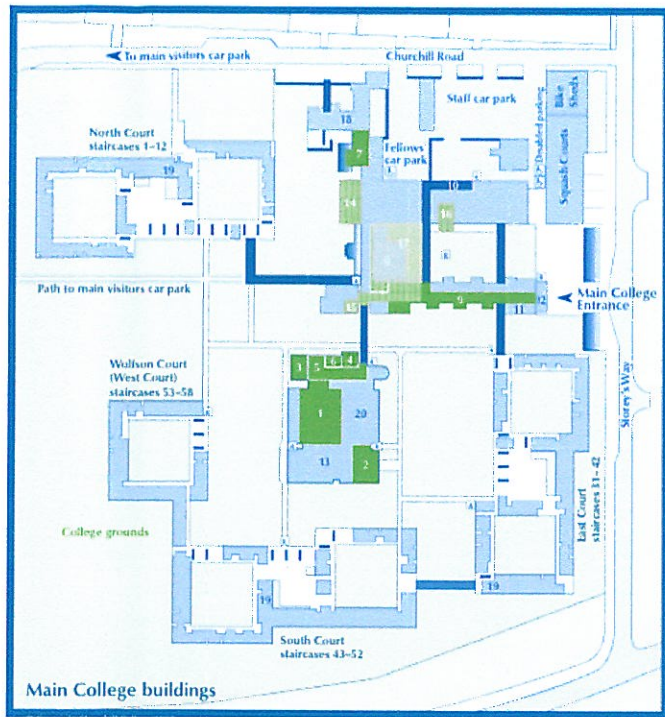 To main visitors car park
Churchill Road
Staff car park
Bike
Sheds
Disabled parking
Squash Courts
18
North Court
staircases 1–12
7
Fellows
car park
19
10
14
16
17
8
Path to main visitors car park
9
Main College
Entrance
15
11
12
Wolfson Court
(West Court)
staircases 53–58
3
5
6
4
Storey's Way
1
20
13
2
East Court
staircases 31–42
College grounds
19
19
South Court
staircases 43–52
Main College buildings